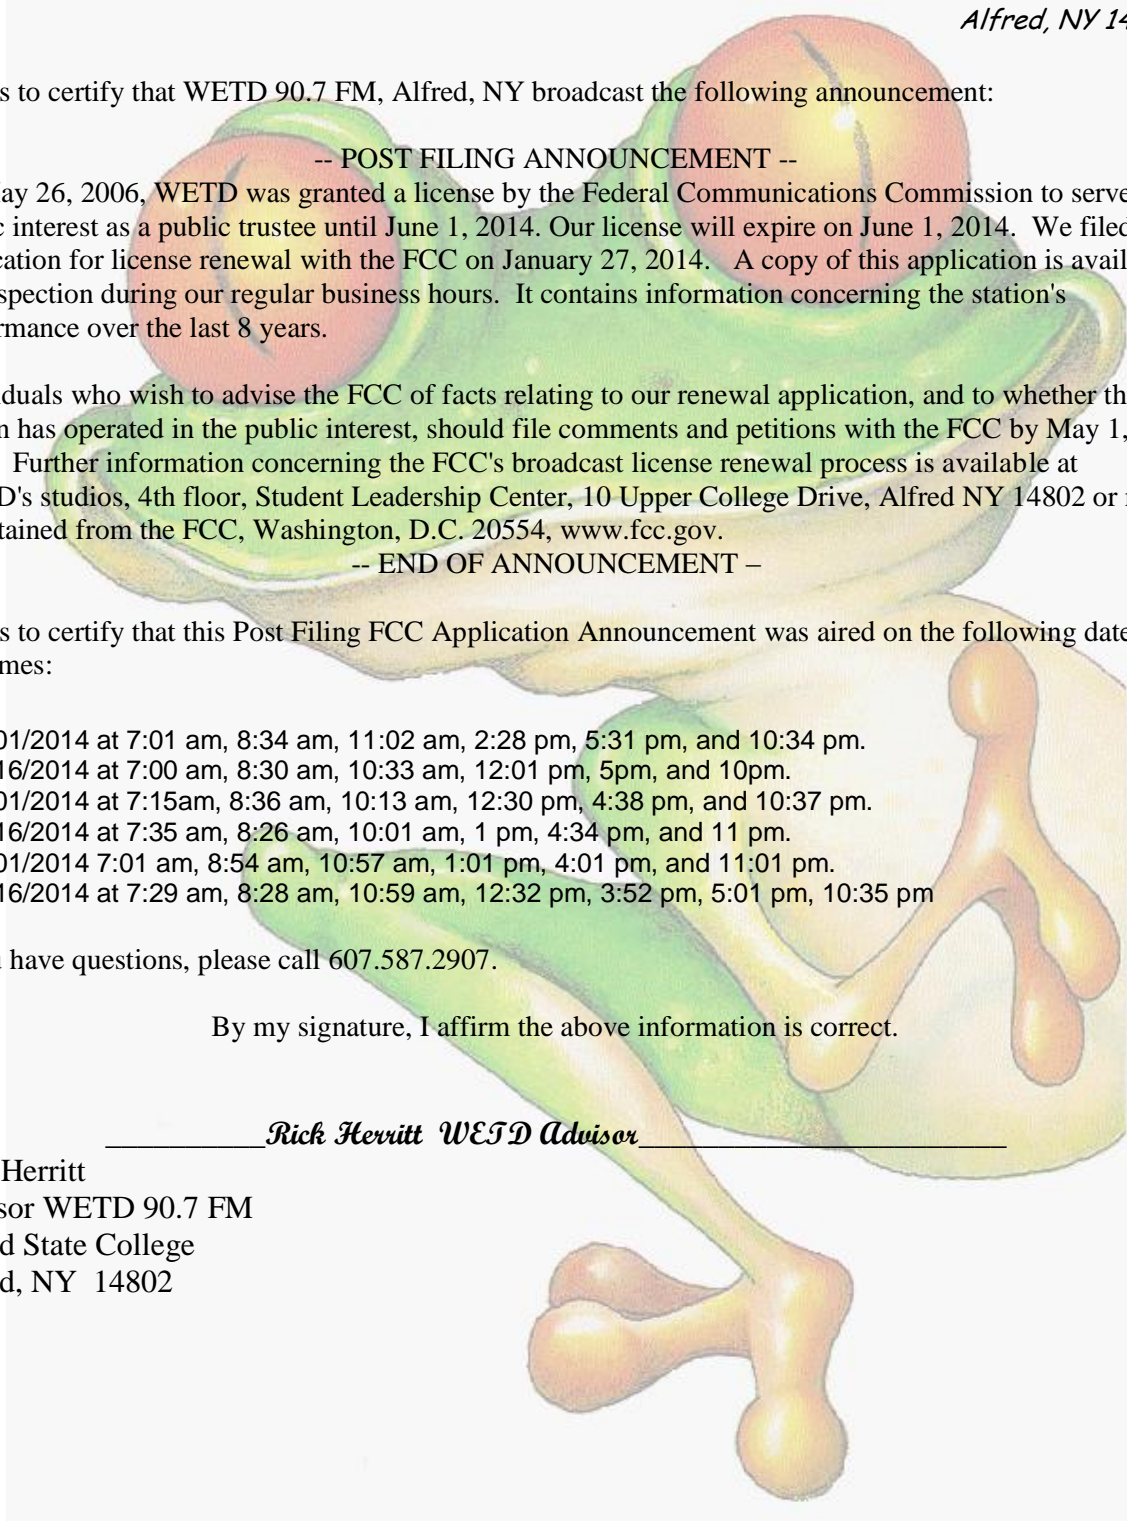 Alfred, NY 14
s to certify that WETD 90.7 FM, Alfred, NY broadcast the following announcement:
-- POST FILING ANNOUNCEMENT --
ay 26, 2006, WETD was granted a license by the Federal Communications Commission to serve
c interest as a public trustee until June 1, 2014. Our license will expire on June 1, 2014.  We filed
cation for license renewal with the FCC on January 27, 2014.   A copy of this application is avail
spection during our regular business hours.  It contains information concerning the station's
rmance over the last 8 years.
duals who wish to advise the FCC of facts relating to our renewal application, and to whether th
n has operated in the public interest, should file comments and petitions with the FCC by May 1,
Further information concerning the FCC's broadcast license renewal process is available at
D's studios, 4th floor, Student Leadership Center, 10 Upper College Drive, Alfred NY 14802 or
tained from the FCC, Washington, D.C. 20554, www.fcc.gov.
-- END OF ANNOUNCEMENT –
s to certify that this Post Filing FCC Application Announcement was aired on the following date
mes:
01/2014 at 7:01 am, 8:34 am, 11:02 am, 2:28 pm, 5:31 pm, and 10:34 pm.
16/2014 at 7:00 am, 8:30 am, 10:33 am, 12:01 pm, 5pm, and 10pm.
01/2014 at 7:15am, 8:36 am, 10:13 am, 12:30 pm, 4:38 pm, and 10:37 pm.
16/2014 at 7:35 am, 8:26 am, 10:01 am, 1 pm, 4:34 pm, and 11 pm.
01/2014 7:01 am, 8:54 am, 10:57 am, 1:01 pm, 4:01 pm, and 11:01 pm.
16/2014 at 7:29 am, 8:28 am, 10:59 am, 12:32 pm, 3:52 pm, 5:01 pm, 10:35 pm
have questions, please call 607.587.2907.
By my signature, I affirm the above information is correct.
Rick Herritt  WETD Advisor
Herritt
sor WETD 90.7 FM
d State College
d, NY  14802